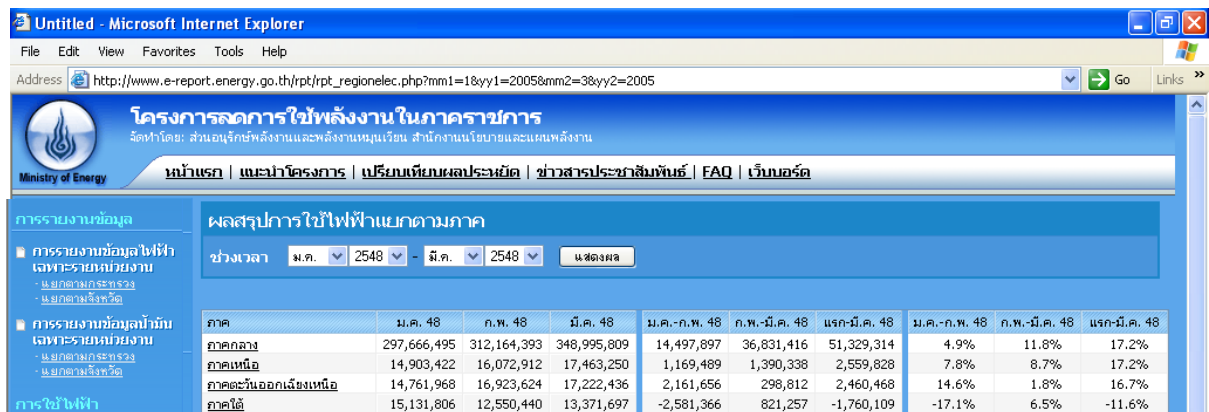 Untitled - Microsoft Internet Explorer
File Edit View Favorites Tools Help
Address http://www.e-report.energy.go.th/rpt/rpt_regionelec.php?mm1=1&yy1=2005&mm2=3&yy2=2005 Go Links »
โครงการลดการใช้พลังงานในภาคราชการ
จัดทำโดย: ส่วนอนุรักษ์พลังงานและพลังงานหมุนเวียน สำนักงานนโยบายและแผนพลังงาน
Ministry of Energy
หน้าแรก | แนะนำโครงการ | เปรียบเทียบผลประหยัด | ข่าวสารประชาสัมพันธ์ | FAQ | เว็บบอร์ด
การรายงานข้อมูล
การรายงานข้อมูลไฟฟ้า
เฉพาะรายหน่วยงาน
- แยกตามกระทรวง
- แยกตามจังหวัด
การรายงานข้อมูลน้ำมัน
เฉพาะรายหน่วยงาน
- แยกตามกระทรวง
- แยกตามจังหวัด
การใช้ไฟฟ้า
ผลสรุปการใช้ไฟฟ้าแยกตามภาค
ช่วงเวลา ม.ค. 2548 - มี.ค. 2548 แสดงผล
ภาค ม.ค. 48 ก.พ. 48 มี.ค. 48 ม.ค.-ก.พ. 48 ก.พ.-มี.ค. 48 แรก-มี.ค. 48 ม.ค.-ก.พ. 48 ก.พ.-มี.ค. 48 แรก-มี.ค. 48
ภาคกลาง 297,666,495 312,164,393 348,995,809 14,497,897 36,831,416 51,329,314 4.9% 11.8% 17.2%
ภาคเหนือ 14,903,422 16,072,912 17,463,250 1,169,489 1,390,338 2,559,828 7.8% 8.7% 17.2%
ภาคตะวันออกเฉียงเหนือ 14,761,968 16,923,624 17,222,436 2,161,656 298,812 2,460,468 14.6% 1.8% 16.7%
ภาคใต้ 15,131,806 12,550,440 13,371,697 -2,581,366 821,257 -1,760,109 -17.1% 6.5% -11.6%